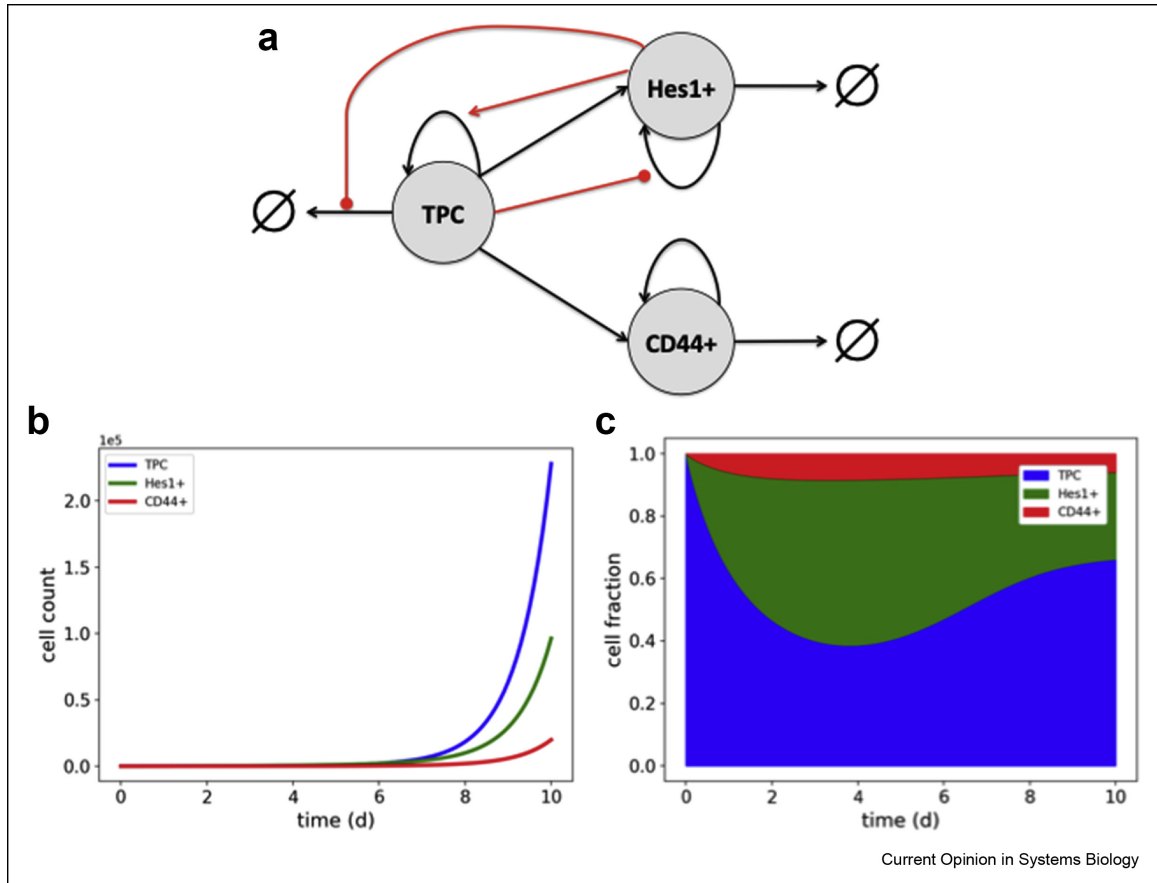 a
Hes1+
∅
TPC
∅
CD44+
∅
b
1e5
TPC
Hes1+
CD44+
2.0
1.5
1.0
0.5
0.0
cell count
0 2 4 6 8 10
time (d)
c
TPC
Hes1+
CD44+
1.0
0.8
0.6
0.4
0.2
0.0
cell fraction
0 2 4 6 8 10
time (d)
Current Opinion in Systems Biology